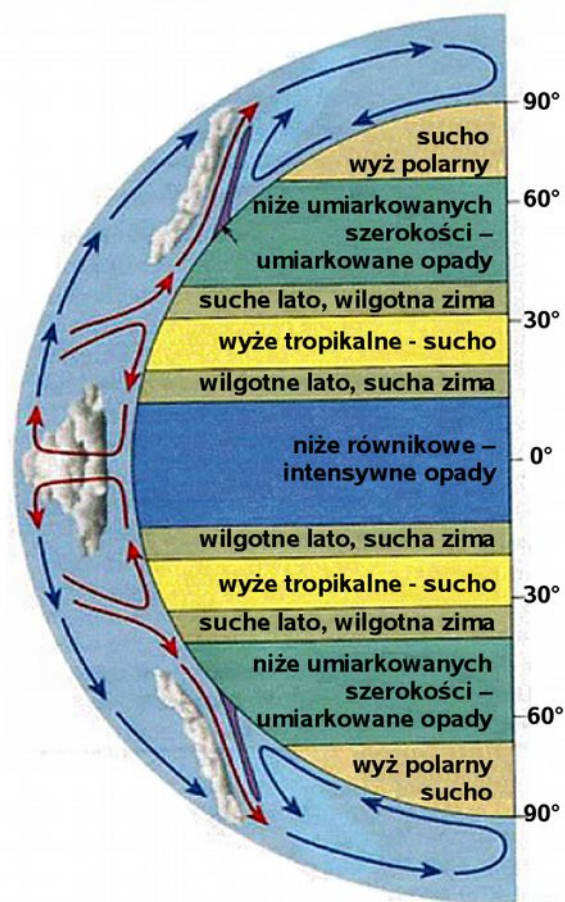 90°
sucho
wyż polarny
60°
niże umiarkowanych
szerokości –
umiarkowane opady
suche lato, wilgotna zima
30°
wyże tropikalne - sucho
wilgotne lato, sucha zima
niże równikowe –
intensywne opady
0°
wilgotne lato, sucha zima
wyże tropikalne - sucho
30°
suche lato, wilgotna zima
niże umiarkowanych
szerokości –
umiarkowane opady
60°
wyż polarny
sucho
90°